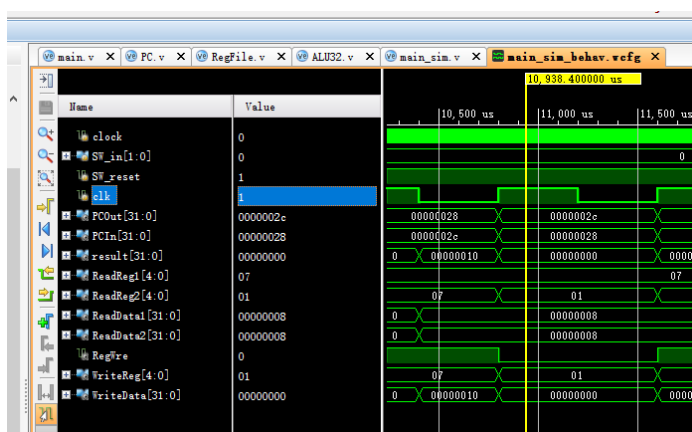 main.v X PC.v X RegFile.v X ALU32.v X main_sim.v X main_sim_behav.wcfg X
10,938.400000 us
Name Value
10,500 us 11,000 us 11,500 us
clock 0
SW_in[1:0] 0 0
SW_reset 1
clk 1
PCOut[31:0] 0000002c 00000028 0000002c
PCIn[31:0] 00000028 0000002c 00000028
result[31:0] 00000000 0 00000010 00000000 0000
ReadReg1[4:0] 07 07
ReadReg2[4:0] 01 07 01
ReadData1[31:0] 00000008 0 00000008
ReadData2[31:0] 00000008 0 00000008
RegWre 0
WriteReg[4:0] 01 07 01
WriteData[31:0] 00000000 0 00000010 00000000 0000